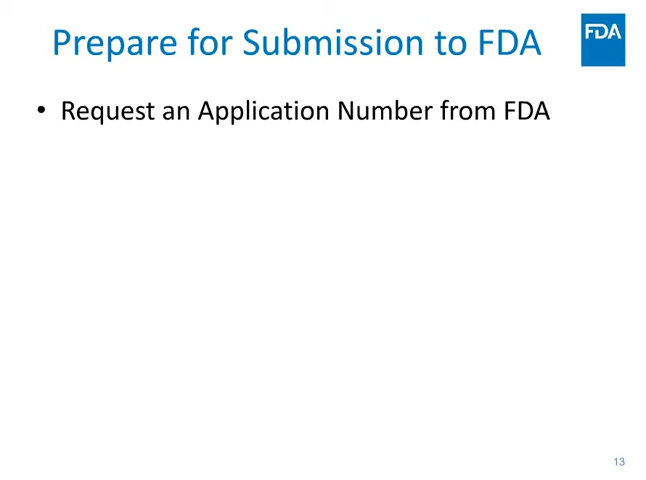 Prepare for Submission to FDA
FDA
• Request an Application Number from FDA
13